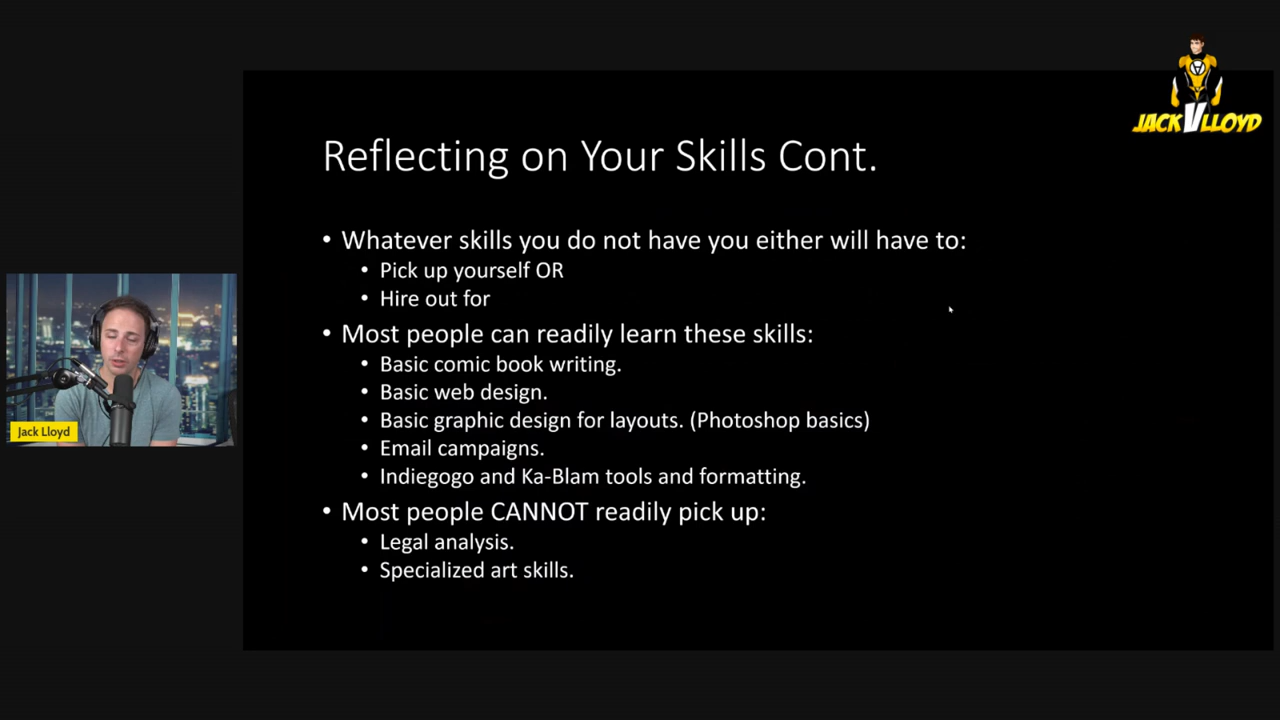 JACK V LLOYD
Reflecting on Your Skills Cont.
• Whatever skills you do not have you either will have to:
• Pick up yourself OR
• Hire out for
• Most people can readily learn these skills:
• Basic comic book writing.
• Basic web design.
• Basic graphic design for layouts. (Photoshop basics)
• Email campaigns.
• Indiegogo and Ka-Blam tools and formatting.
• Most people CANNOT readily pick up:
• Legal analysis.
• Specialized art skills.
Jack Lloyd